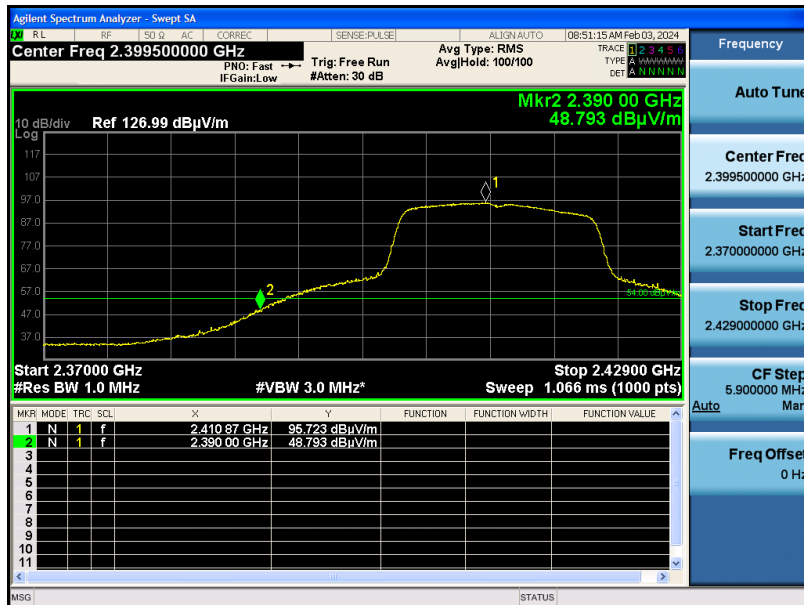 Agilent Spectrum Analyzer - Swept SA
LXI RL RF 50 Ω AC CORREC SENSE:PULSE ALIGN AUTO 08:51:15 AM Feb 03, 2024
Center Freq 2.399500000 GHz
PNO: Fast
IFGain:Low
Trig: Free Run
#Atten: 30 dB
Avg Type: RMS
Avg|Hold: 100/100
TRACE 1 2 3 4 5 6
TYPE A WWWWW
DET A N N N N N
Mkr2 2.390 00 GHz
48.793 dBµV/m
10 dB/div
Log
Ref 126.99 dBµV/m
117
107
97.0
87.0
77.0
67.0
57.0
47.0
37.0
1
2
54.00 dBµV/m
Start 2.37000 GHz
Stop 2.42900 GHz
#Res BW 1.0 MHz
#VBW 3.0 MHz*
Sweep 1.066 ms (1000 pts)
MKR MODE TRC SCL X Y FUNCTION FUNCTION WIDTH FUNCTION VALUE
1 N 1 f 2.410 87 GHz 95.723 dBµV/m
2 N 1 f 2.390 00 GHz 48.793 dBµV/m
3
4
5
6
7
8
9
10
11
MSG
STATUS
Frequency
Auto Tune
Center Freq
2.399500000 GHz
Start Freq
2.370000000 GHz
Stop Freq
2.429000000 GHz
CF Step
5.900000 MHz
Auto Man
Freq Offset
0 Hz